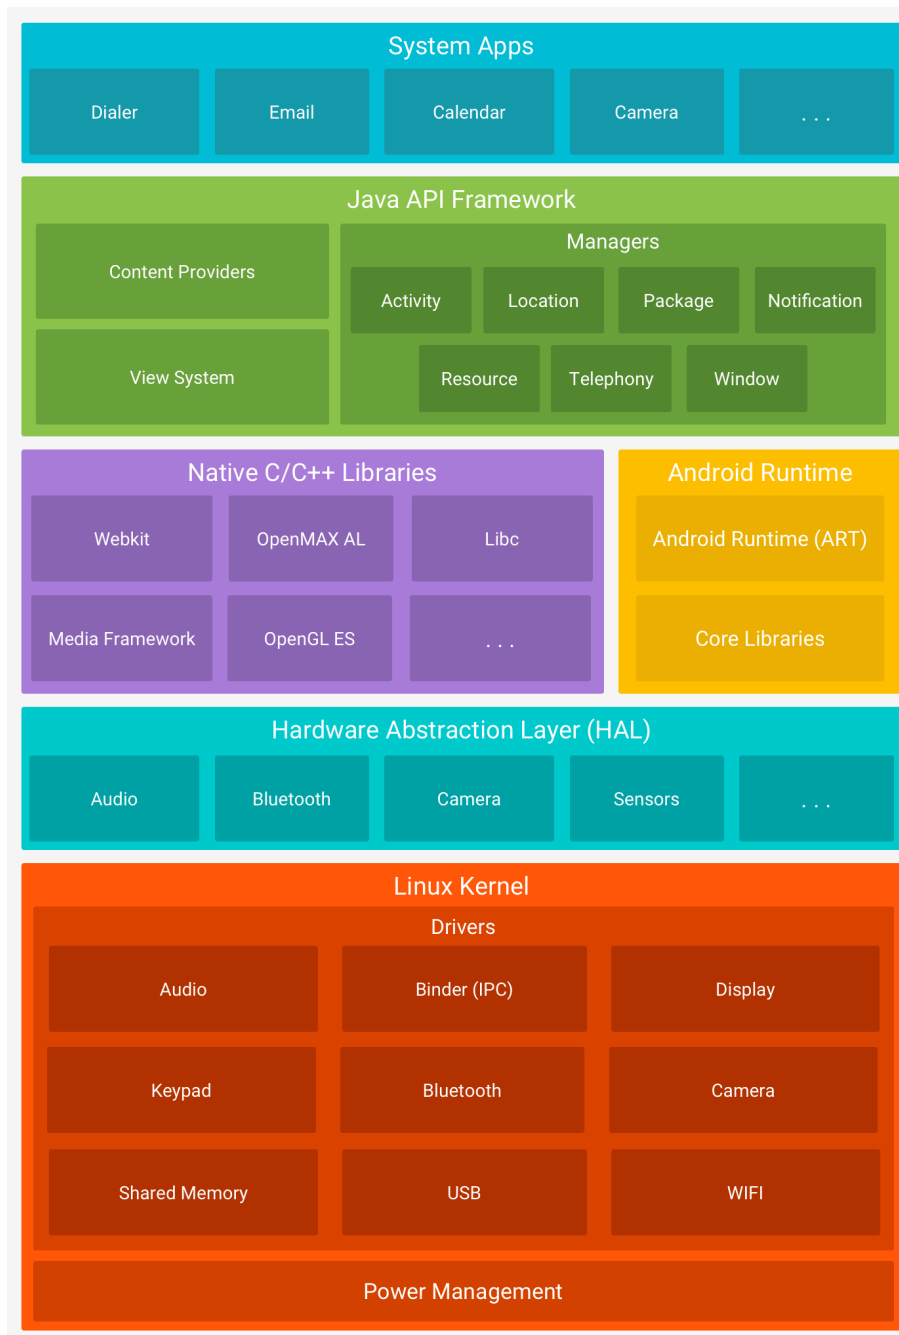 System Apps
Dialer
Email
Calendar
Camera
. . .
Java API Framework
Content Providers
View System
Managers
Activity
Location
Package
Notification
Resource
Telephony
Window
Native C/C++ Libraries
Webkit
OpenMAX AL
Libc
Media Framework
OpenGL ES
. . .
Android Runtime
Android Runtime (ART)
Core Libraries
Hardware Abstraction Layer (HAL)
Audio
Bluetooth
Camera
Sensors
. . .
Linux Kernel
Drivers
Audio
Binder (IPC)
Display
Keypad
Bluetooth
Camera
Shared Memory
USB
WIFI
Power Management